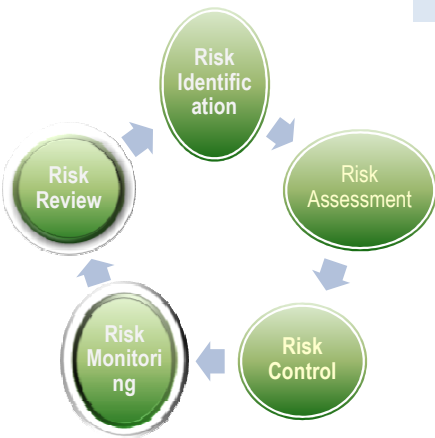 Risk
Identific
ation
Risk
Assessment
Risk
Control
Risk
Monitori
ng
Risk
Review